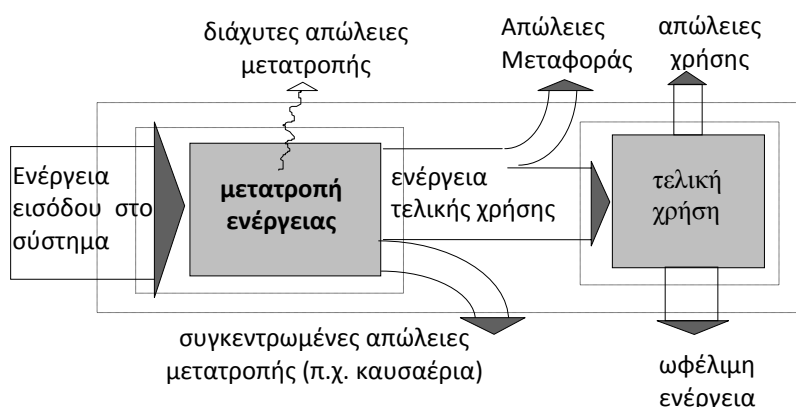 διάχυτες απώλειες
μετατροπής
Απώλειες
Μεταφοράς
απώλειες
χρήσης
Ενέργεια
εισόδου στο
σύστημα
μετατροπή
ενέργειας
ενέργεια
τελικής χρήσης
τελική
χρήση
συγκεντρωμένες απώλειες
μετατροπής (π.χ. καυσαέρια)
ωφέλιμη
ενέργεια